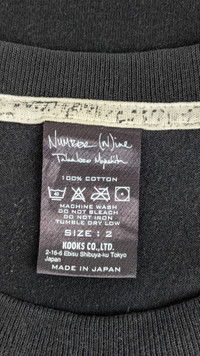 NUMBER (N)INE
Takahiro Miyashita
100% COTTON
MACHINE WASH
DO NOT BLEACH
DO NOT IRON
TUMBLE DRY LOW
SIZE : 2
KOOKS CO.,LTD.
2-16-6 Ebisu Shibuya-ku Tokyo
Japan
MADE IN JAPAN